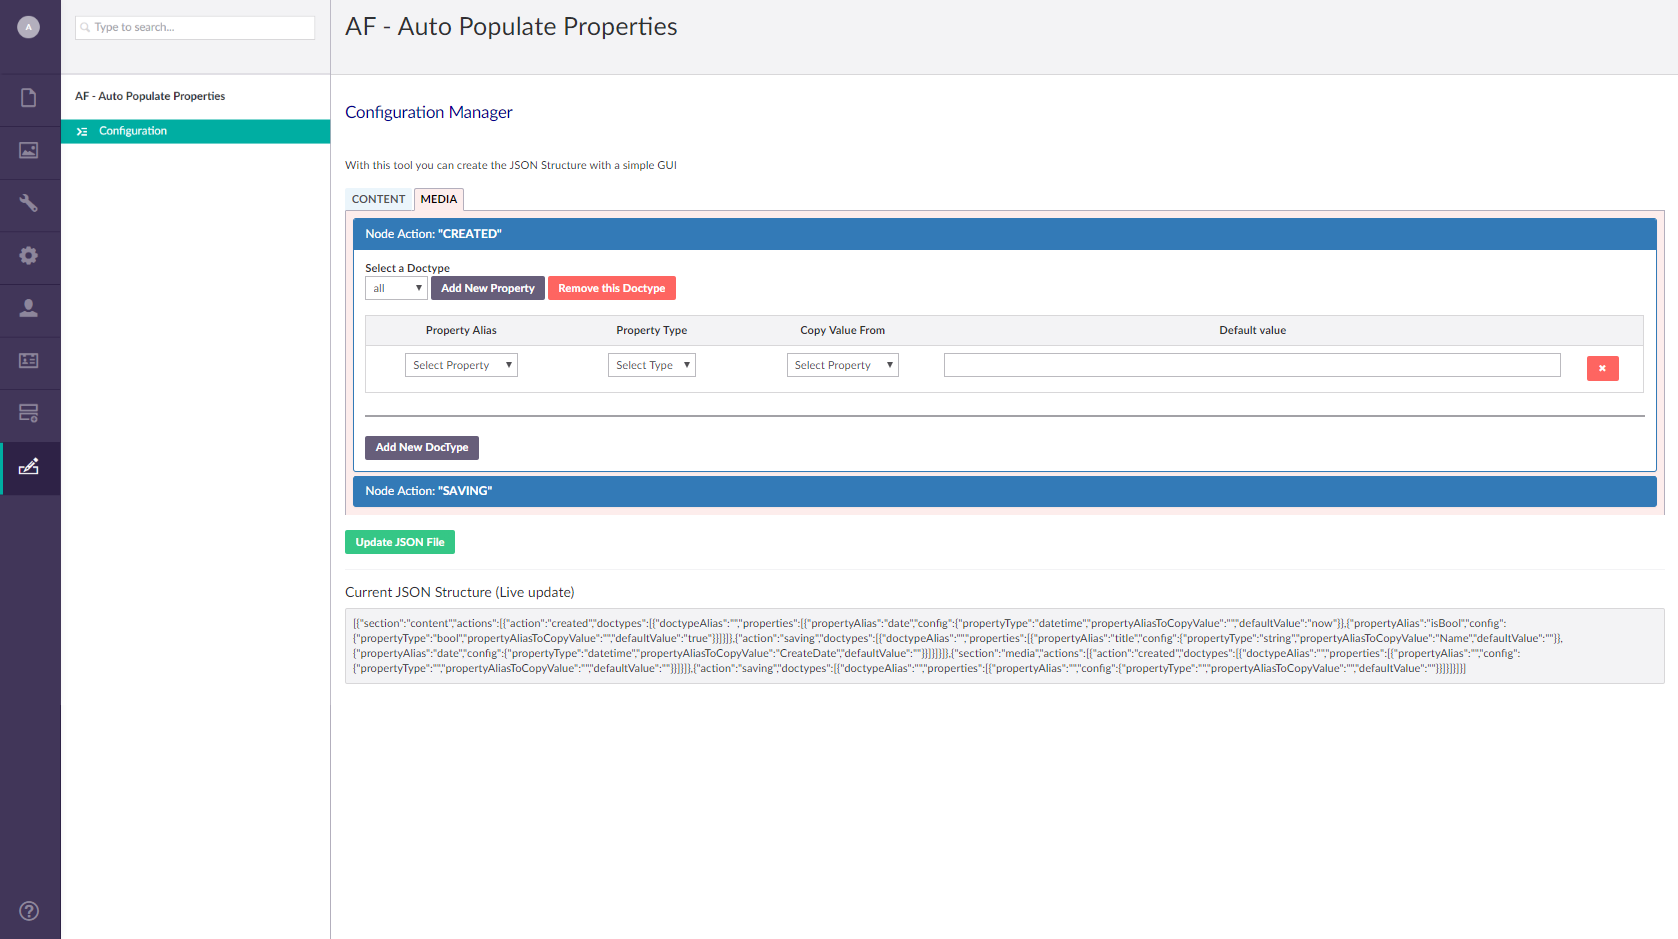 A
Type to search...
AF - Auto Populate Properties
AF - Auto Populate Properties
Configuration
Configuration Manager
With this tool you can create the JSON Structure with a simple GUI
CONTENT MEDIA
Node Action: "CREATED"
Select a Doctype
all Add New Property Remove this Doctype
Property Alias Property Type Copy Value From Default value
Select Property Select Type Select Property
Add New DocType
Node Action: "SAVING"
Update JSON File
Current JSON Structure (Live update)
[{"section":"content","actions":[{"action":"created","doctypes":[{"doctypeAlias":"","properties":[{"propertyAlias":"date","config":{"propertyType":"datetime","propertyAliasToCopyValue":"","defaultValue":"now"}},{"propertyAlias":"isBool","config":
{"propertyType":"bool","propertyAliasToCopyValue":"","defaultValue":"true"}}]}]},{"action":"saving","doctypes":[{"doctypeAlias":"","properties":[{"propertyAlias":"title","config":{"propertyType":"string","propertyAliasToCopyValue":"Name","defaultValue":""}},
{"propertyAlias":"date","config":{"propertyType":"datetime","propertyAliasToCopyValue":"CreateDate","defaultValue":""}}]}]}]},{"section":"media","actions":[{"action":"created","doctypes":[{"doctypeAlias":"","properties":[{"propertyAlias":"","config":
{"propertyType":"","propertyAliasToCopyValue":"","defaultValue":""}}]}]},{"action":"saving","doctypes":[{"doctypeAlias":"","properties":[{"propertyAlias":"","config":{"propertyType":"","propertyAliasToCopyValue":"","defaultValue":""}}]}]}]}]